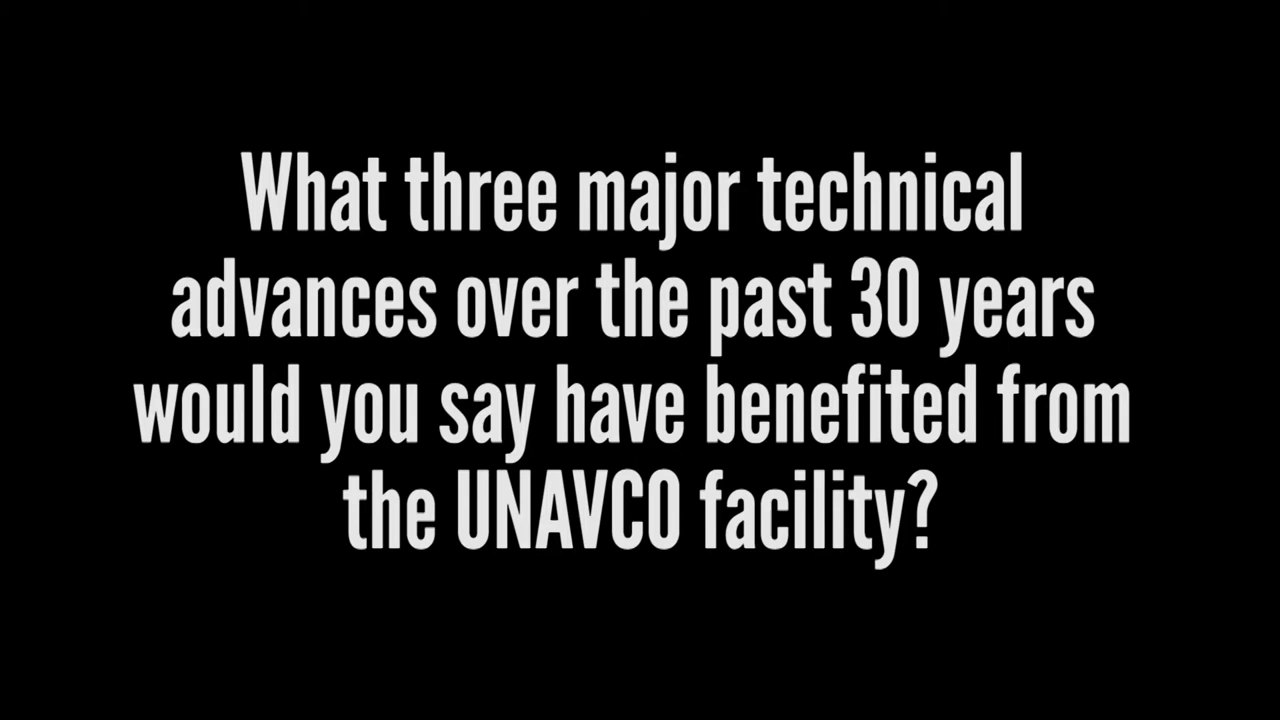 What three major technical
advances over the past 30 years
would you say have benefited from
the UNAVCO facility?